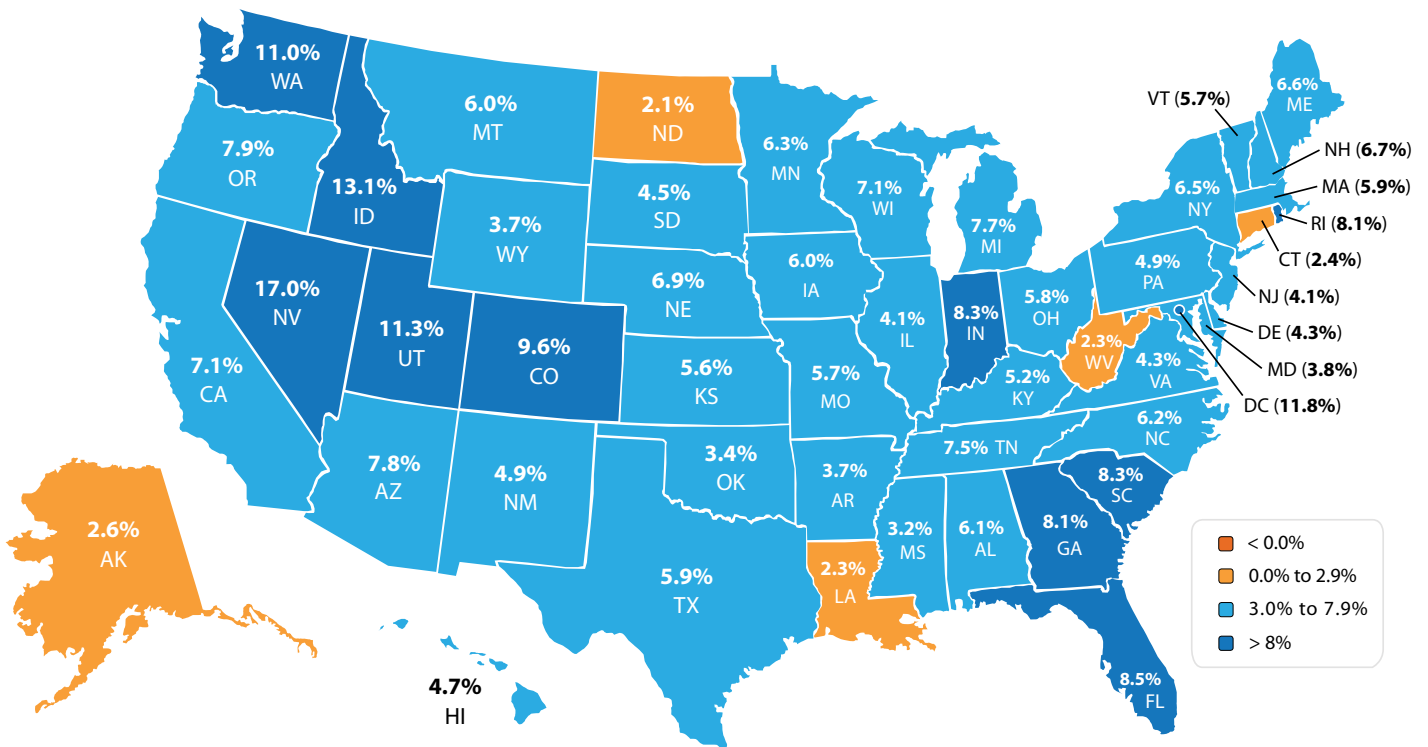 11.0%
WA
7.9%
OR
7.1%
CA
17.0%
NV
13.1%
ID
6.0%
MT
3.7%
WY
11.3%
UT
9.6%
CO
7.8%
AZ
4.9%
NM
2.1%
ND
4.5%
SD
6.9%
NE
5.6%
KS
3.4%
OK
5.9%
TX
6.3%
MN
6.0%
IA
5.7%
MO
3.7%
AR
2.3%
LA
7.1%
WI
4.1%
IL
7.7%
MI
8.3%
IN
5.8%
OH
5.2%
KY
7.5% TN
3.2%
MS
6.1%
AL
8.1%
GA
8.5%
FL
8.3%
SC
6.2%
NC
4.3%
VA
2.3%
WV
4.9%
PA
6.5%
NY
6.6%
ME
VT (5.7%)
NH (6.7%)
MA (5.9%)
RI (8.1%)
CT (2.4%)
NJ (4.1%)
DE (4.3%)
MD (3.8%)
DC (11.8%)
2.6%
AK
4.7%
HI
< 0.0%
0.0% to 2.9%
3.0% to 7.9%
> 8%